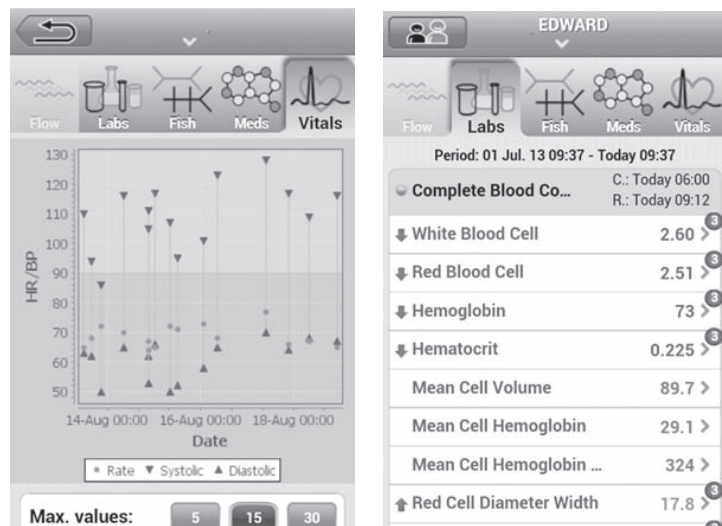 Flow Labs Fish Meds Vitals
130
120
110
100
90
80
70
60
50
HR/BP
14-Aug 00:00 16-Aug 00:00 18-Aug 00:00
Date
Rate Systolic Diastolic
Max. values: 5 15 30
EDWARD
Flow Labs Fish Meds Vitals
Period: 01 Jul. 13 09:37 - Today 09:37
Complete Blood Co... C.: Today 06:00
R.: Today 09:12
White Blood Cell 2.60 > 3
Red Blood Cell 2.51 > 3
Hemoglobin 73 > 3
Hematocrit 0.225 > 3
Mean Cell Volume 89.7 >
Mean Cell Hemoglobin 29.1 >
Mean Cell Hemoglobin ... 324 >
Red Cell Diameter Width 17.8 > 3